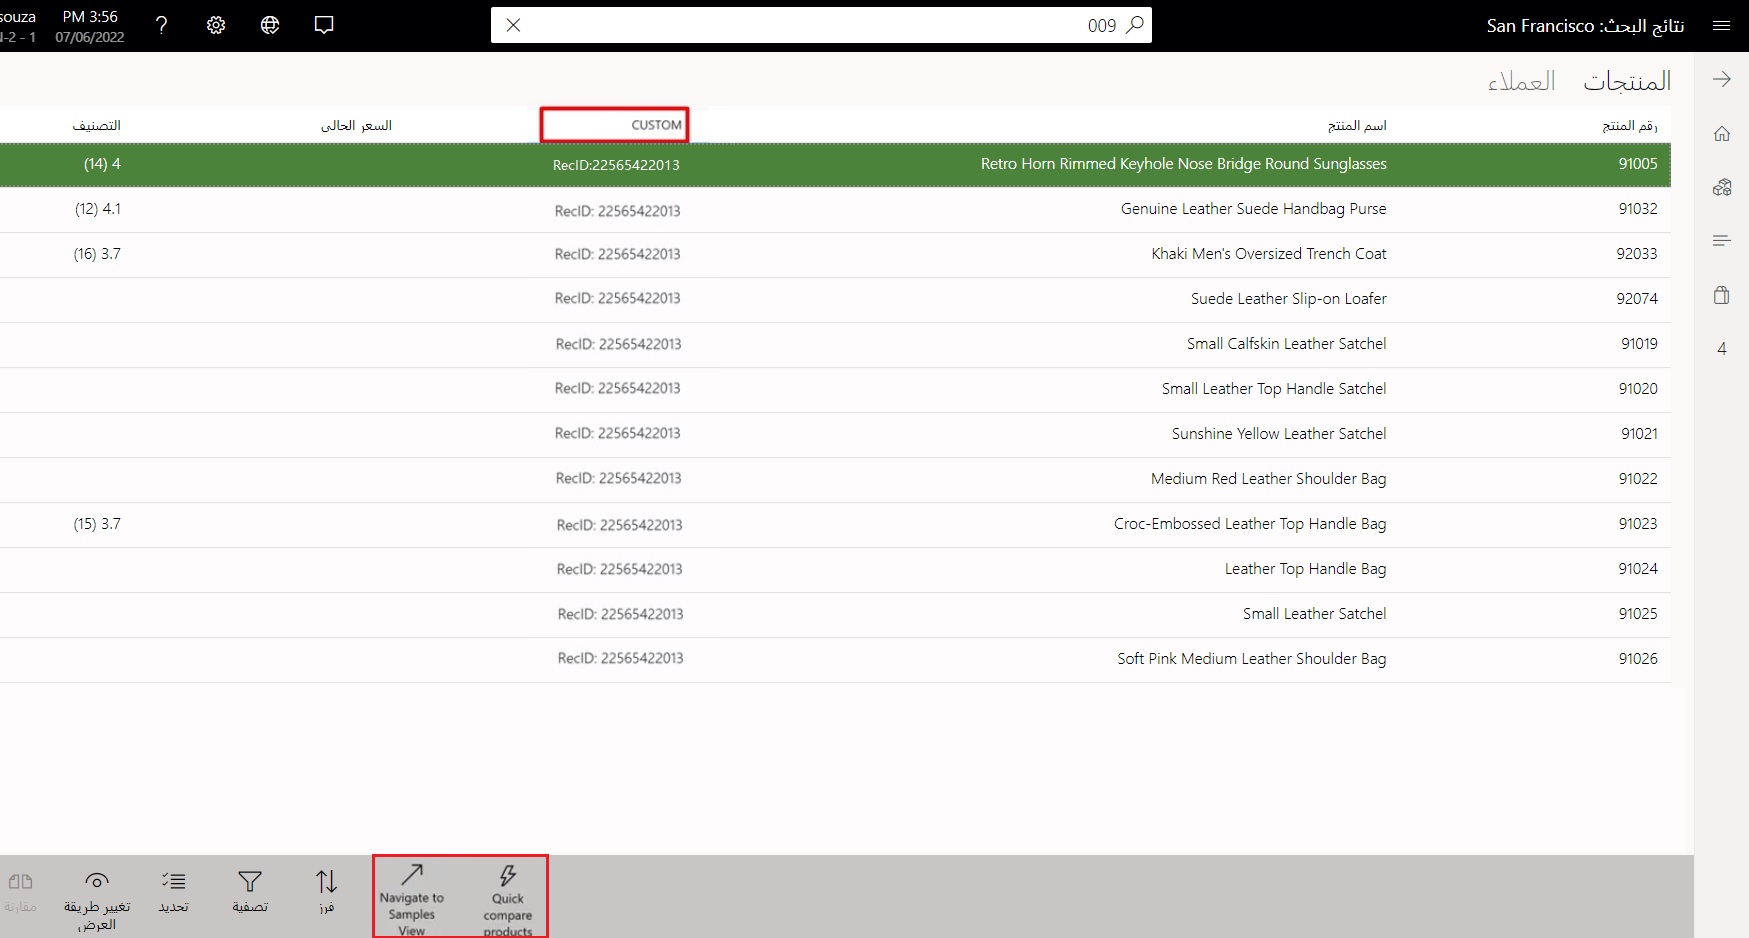 نتائج البحث: San Francisco
009
PM 3:56
07/06/2022
souza
-2 - 1
المنتجات
العملاء
رقم المنتج اسم المنتج CUSTOM السعر الحالي التصنيف
91005 Retro Horn Rimmed Keyhole Nose Bridge Round Sunglasses RecID:22565422013 4 (14)
91032 Genuine Leather Suede Handbag Purse RecID: 22565422013 4.1 (12)
92033 Khaki Men's Oversized Trench Coat RecID: 22565422013 3.7 (16)
92074 Suede Leather Slip-on Loafer RecID: 22565422013
91019 Small Calfskin Leather Satchel RecID: 22565422013
91020 Small Leather Top Handle Satchel RecID: 22565422013
91021 Sunshine Yellow Leather Satchel RecID: 22565422013
91022 Medium Red Leather Shoulder Bag RecID: 22565422013
91023 Croc-Embossed Leather Top Handle Bag RecID: 22565422013 3.7 (15)
91024 Leather Top Handle Bag RecID: 22565422013
91025 Small Leather Satchel RecID: 22565422013
91026 Soft Pink Medium Leather Shoulder Bag RecID: 22565422013
4
Quick
compare
products
Navigate to
Samples
View
فرز
تصفية
تحديد
تغيير طريقة
العرض
مقارنة